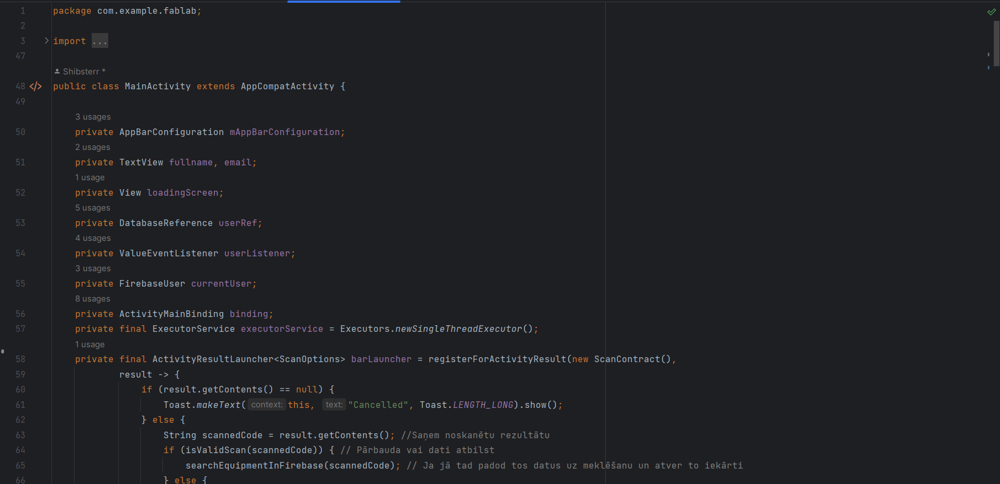 1 package com.example.fablab;
2
3 import ...
47
Shibsterr *
48 </> public class MainActivity extends AppCompatActivity {
49
3 usages
50 private AppBarConfiguration mAppBarConfiguration;
2 usages
51 private TextView fullname, email;
1 usage
52 private View loadingScreen;
5 usages
53 private DatabaseReference userRef;
4 usages
54 private ValueEventListener userListener;
3 usages
55 private FirebaseUser currentUser;
8 usages
56 private ActivityMainBinding binding;
57 private final ExecutorService executorService = Executors.newSingleThreadExecutor();
1 usage
58 private final ActivityResultLauncher<ScanOptions> barLauncher = registerForActivityResult(new ScanContract(),
59 result -> {
60 if (result.getContents() == null) {
61 Toast.makeText( context: this, text: "Cancelled", Toast.LENGTH_LONG).show();
62 } else {
63 String scannedCode = result.getContents(); //Saņem noskanētu rezultātu
64 if (isValidScan(scannedCode)) { // Pārbauda vai dati atbilst
65 searchEquipmentInFirebase(scannedCode); // Ja jā tad padod tos datus uz meklēšanu un atver to iekārti
66 } else {